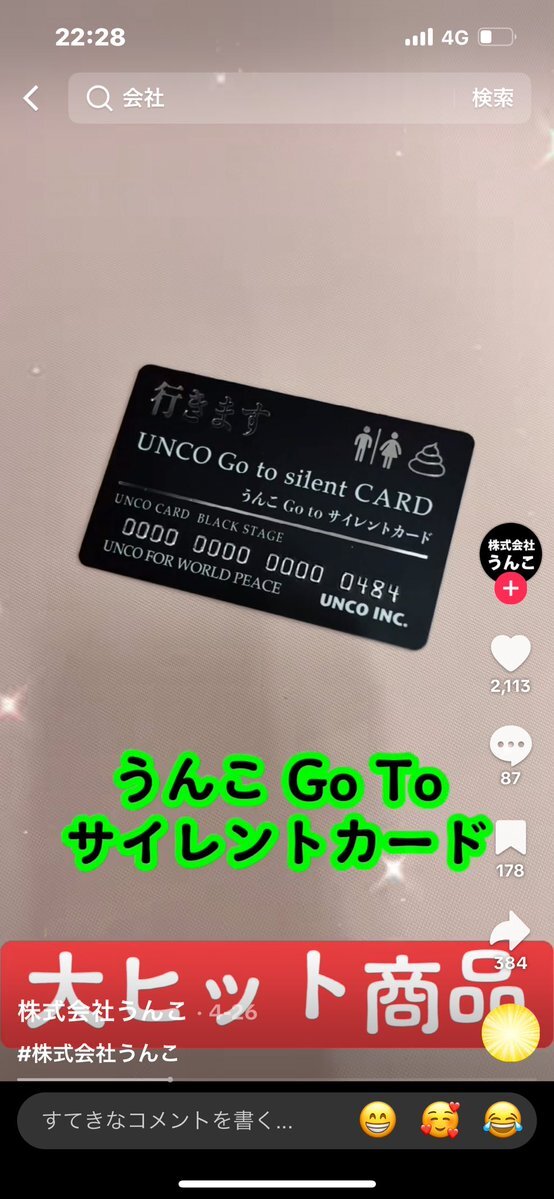 22:28
4G
会社
検索
行きます
UNCO Go to silent CARD
うんこ Go to サイレントカード
UNCO CARD BLACK STAGE
0000 0000 0000 0484
UNCO FOR WORLD PEACE
UNCO INC.
株式会社
うんこ
2,113
87
178
384
うんこ Go To
サイレントカード
大ヒット商品
株式会社うんこ · 4-26
#株式会社うんこ
すてきなコメントを書く...